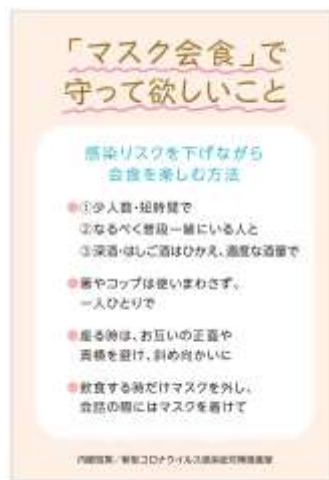 「マスク会食」で
守って欲しいこと
感染リスクを下げながら
会食を楽しむ方法
①少人数・短時間で
②なるべく普段一緒にいる人と
③深酒・はしご酒はひかえ、適度な酒量で
箸やコップは使いまわさず、
一人ひとりで
座る時は、お互いの正面や
真横を避け、斜め向かいに
飲食する時だけマスクを外し、
会話の際にはマスクを着けて
内閣官房/新型コロナウイルス感染症対策推進室